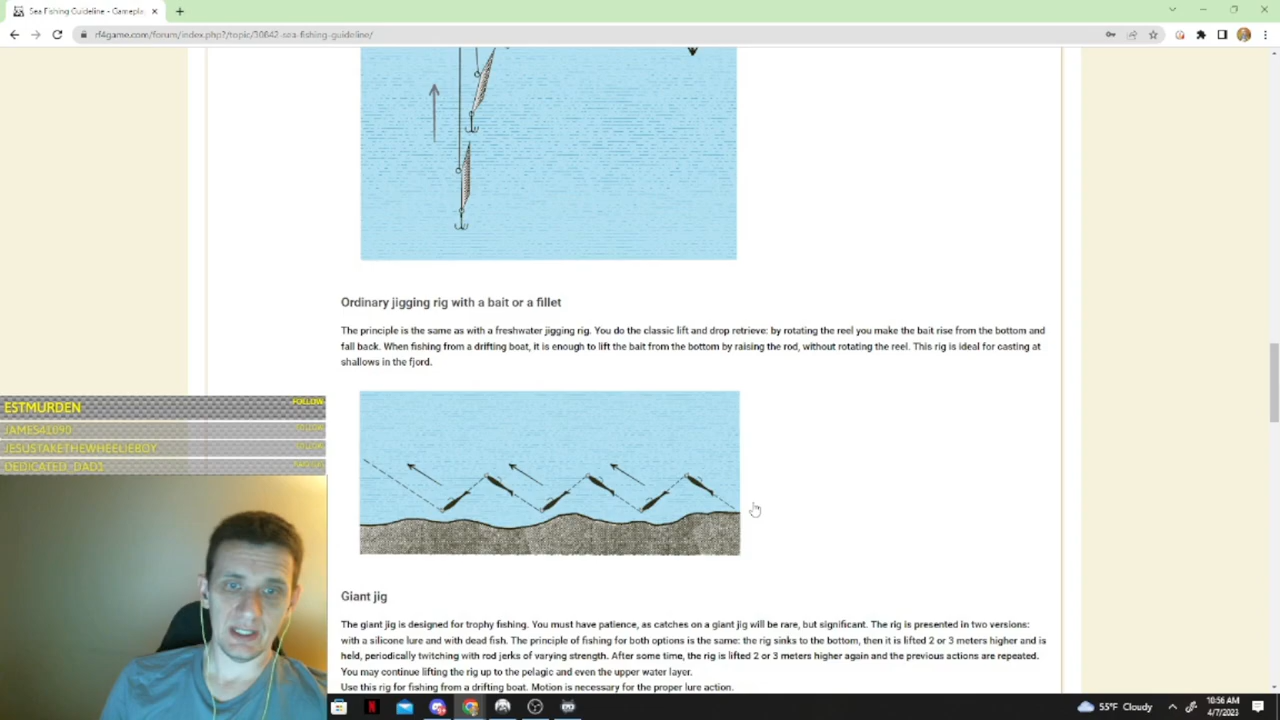 Sea Fishing Guideline - Gamepla
rf4game.com/forum/index.php?/topic/30642-sea-fishing-guideline/
Ordinary jigging rig with a bait or a fillet
The principle is the same as with a freshwater jigging rig. You do the classic lift and drop retrieve: by rotating the reel you make the bait rise from the bottom and
fall back. When fishing from a drifting boat, it is enough to lift the bait from the bottom by raising the rod, without rotating the reel. This rig is ideal for casting at
shallows in the fjord.
ESTMURDEN
FOLLOW
JAMES41090
JESUSTAKETHEWHEELIEBOY
DEDICATED_DAD1
Giant jig
The giant jig is designed for trophy fishing. You must have patience, as catches on a giant jig will be rare, but significant. The rig is presented in two versions:
with a silicone lure and with dead fish. The principle of fishing for both options is the same: the rig sinks to the bottom, then it is lifted 2 or 3 meters higher and is
held, periodically twitching with rod jerks of varying strength. After some time, the rig is lifted 2 or 3 meters higher again and the previous actions are repeated.
You may continue lifting the rig up to the pelagic and even the upper water layer.
Use this rig for fishing from a drifting boat. Motion is necessary for the proper lure action.
55°F Cloudy
10:56 AM
4/7/2023